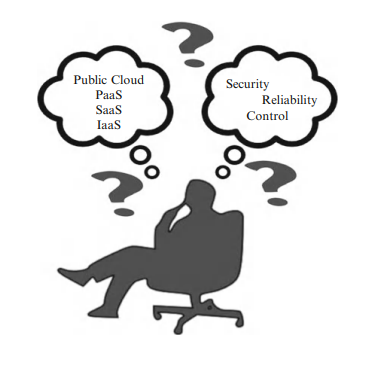 Public Cloud
PaaS
SaaS
IaaS
Security
Reliability
Control
?
?
?